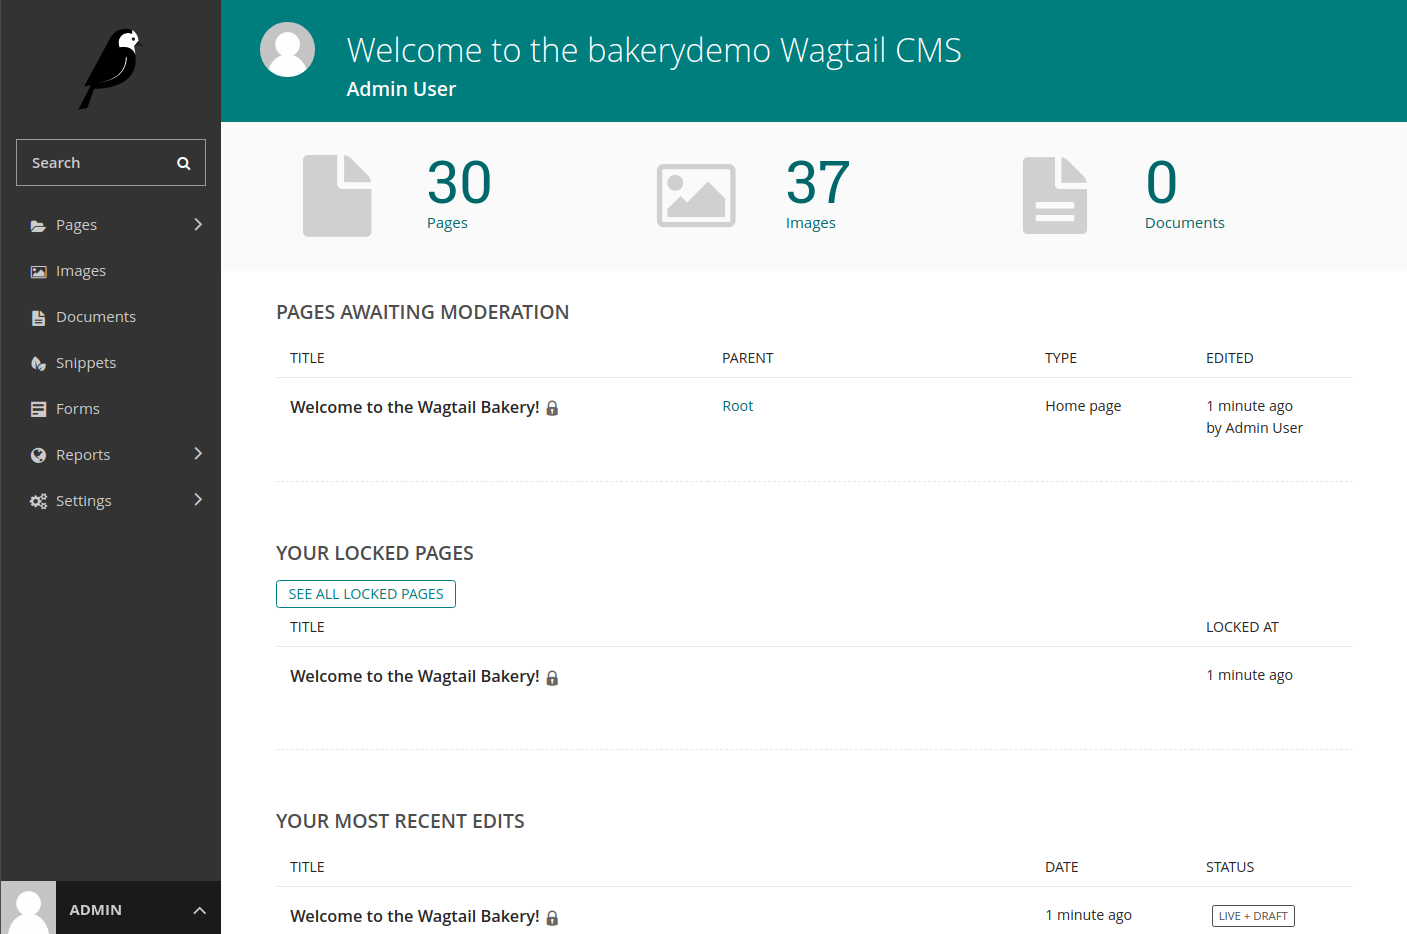 Welcome to the bakerydemo Wagtail CMS
Admin User
Search
Pages
Images
Documents
Snippets
Forms
Reports
Settings
ADMIN
30
Pages
37
Images
0
Documents
PAGES AWAITING MODERATION
TITLE PARENT TYPE EDITED
Welcome to the Wagtail Bakery! Root Home page 1 minute ago
by Admin User
YOUR LOCKED PAGES
SEE ALL LOCKED PAGES
TITLE LOCKED AT
Welcome to the Wagtail Bakery! 1 minute ago
YOUR MOST RECENT EDITS
TITLE DATE STATUS
Welcome to the Wagtail Bakery! 1 minute ago LIVE + DRAFT